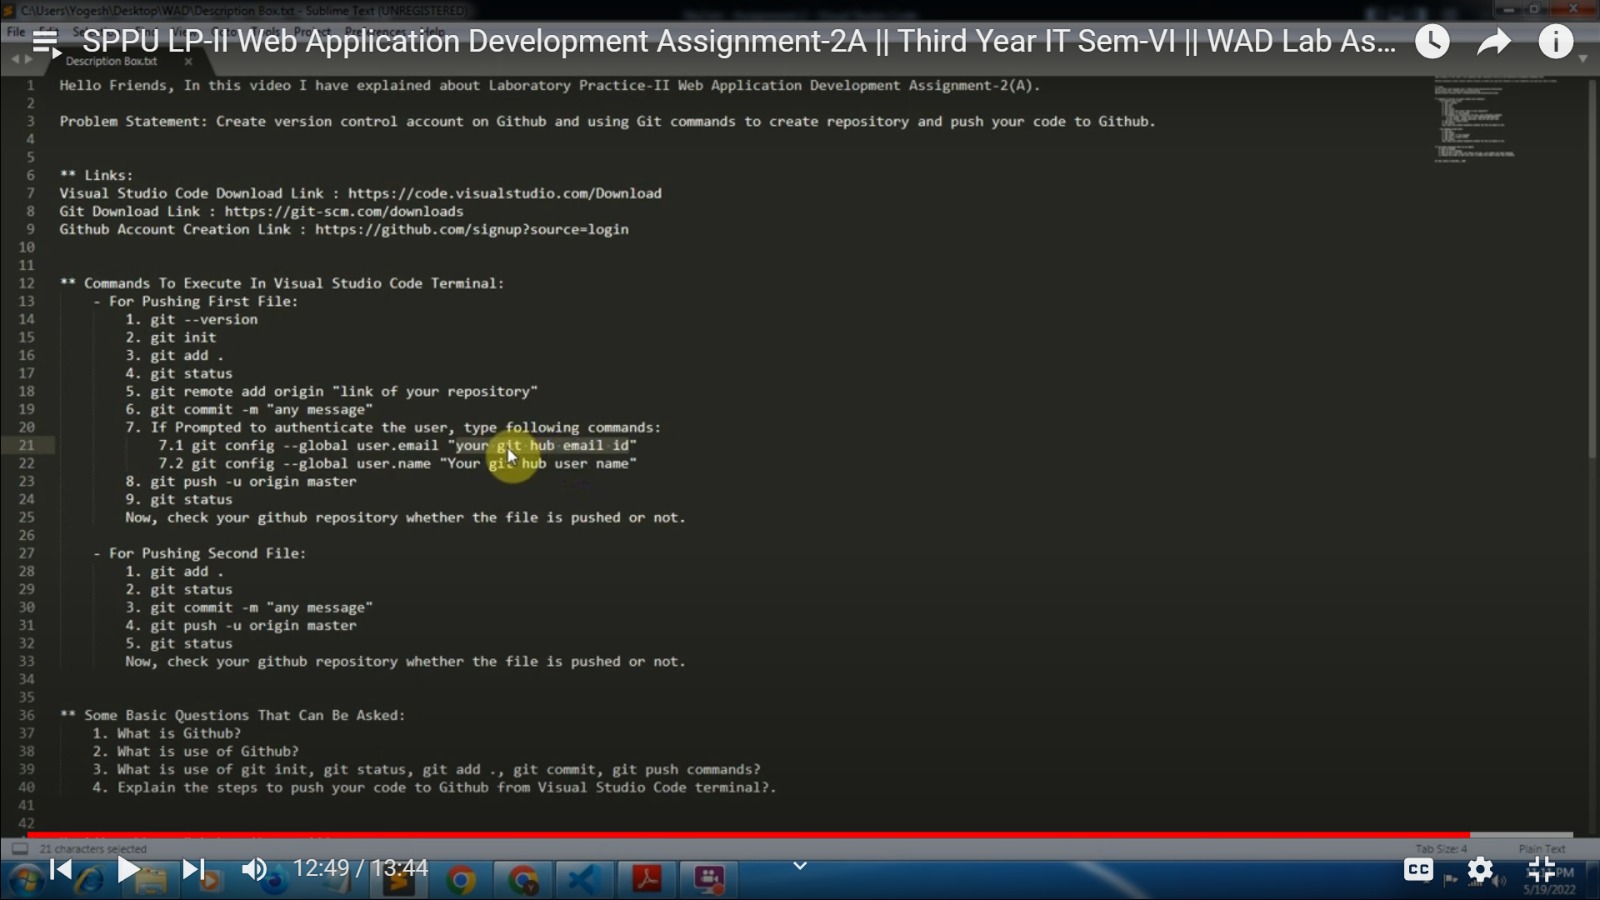 C:\Users\Yogesh\Desktop\WAD\Description Box.txt - Sublime Text (UNREGISTERED)
SPPU LP-II Web Application Development Assignment-2A || Third Year IT Sem-VI || WAD Lab As...
Description Box.txt
1 Hello Friends, In this video I have explained about Laboratory Practice-II Web Application Development Assignment-2(A).
2
3 Problem Statement: Create version control account on Github and using Git commands to create repository and push your code to Github.
4
5
6 ** Links:
7 Visual Studio Code Download Link : https://code.visualstudio.com/Download
8 Git Download Link : https://git-scm.com/downloads
9 Github Account Creation Link : https://github.com/signup?source=login
10
11
12 ** Commands To Execute In Visual Studio Code Terminal:
13 - For Pushing First File:
14 1. git --version
15 2. git init
16 3. git add .
17 4. git status
18 5. git remote add origin "link of your repository"
19 6. git commit -m "any message"
20 7. If Prompted to authenticate the user, type following commands:
21 7.1 git config --global user.email "your git hub email id"
22 7.2 git config --global user.name "Your git hub user name"
23 8. git push -u origin master
24 9. git status
25 Now, check your github repository whether the file is pushed or not.
26
27 - For Pushing Second File:
28 1. git add .
29 2. git status
30 3. git commit -m "any message"
31 4. git push -u origin master
32 5. git status
33 Now, check your github repository whether the file is pushed or not.
34
35
36 ** Some Basic Questions That Can Be Asked:
37 1. What is Github?
38 2. What is use of Github?
39 3. What is use of git init, git status, git add ., git commit, git push commands?
40 4. Explain the steps to push your code to Github from Visual Studio Code terminal?.
41
42
21 characters selected
Tab Size: 4
Plain Text
12:49 / 13:44
CC
PM
5/19/2022